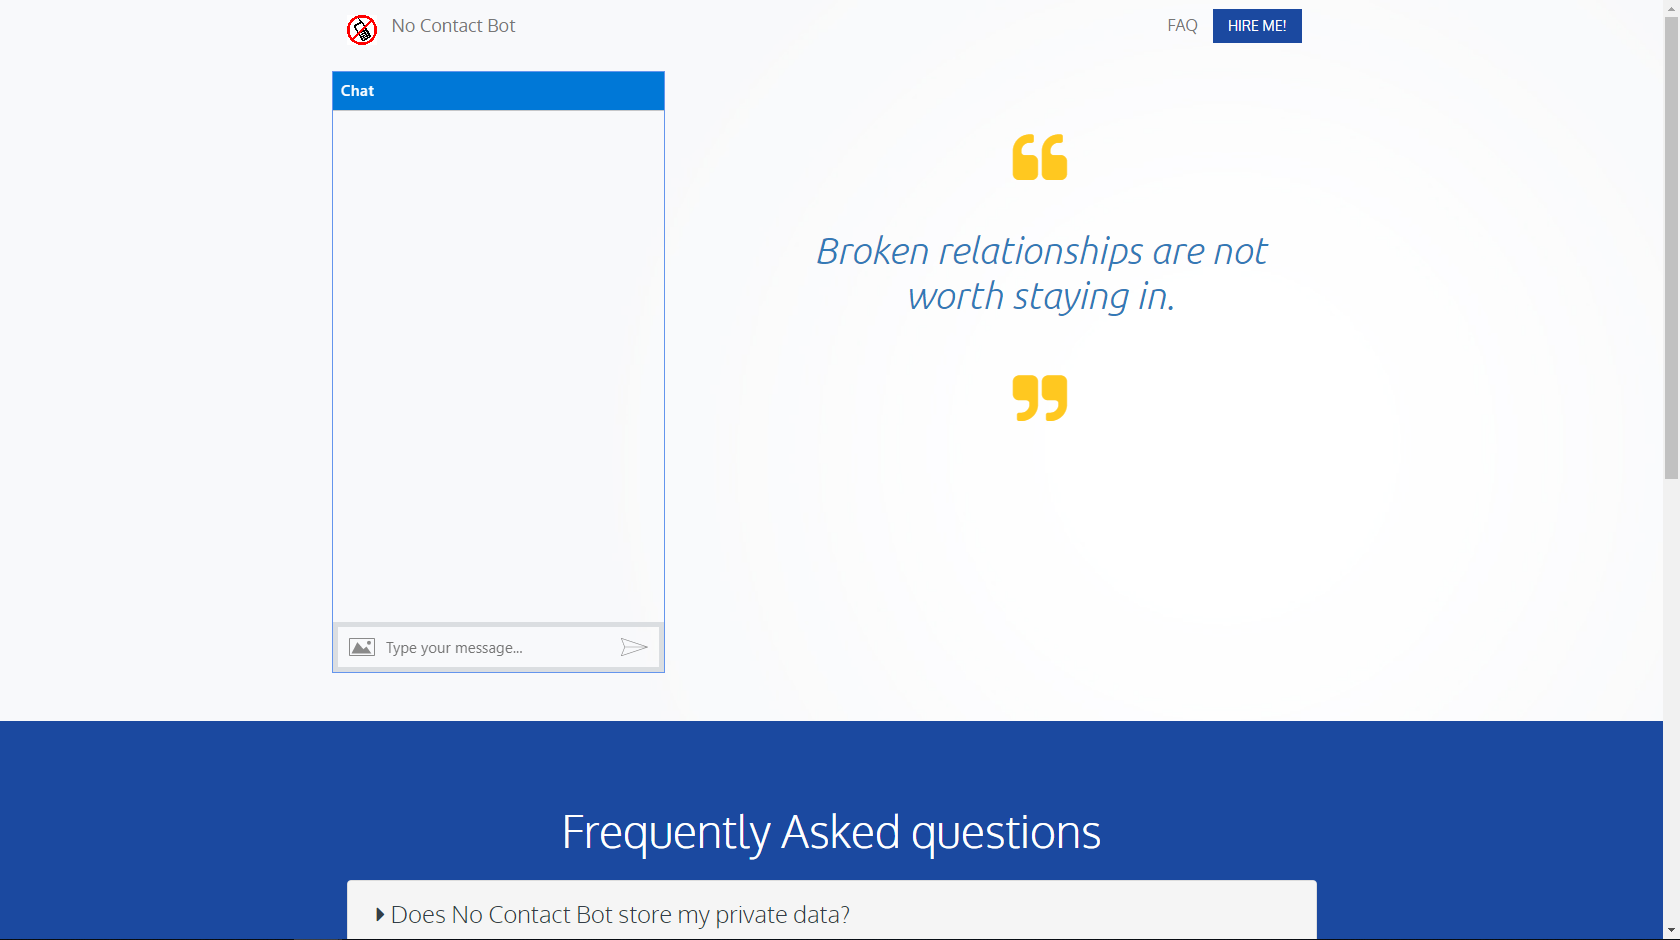 No Contact Bot
FAQ
HIRE ME!
Chat
Broken relationships are not
worth staying in.
Type your message...
Frequently Asked questions
Does No Contact Bot store my private data?